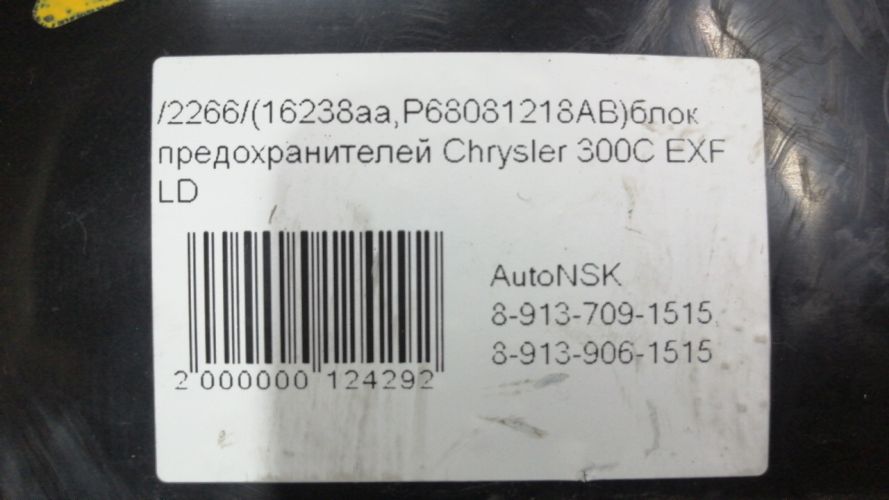 /2266/(16238aa,P68081218AB)блок
предохранителей Chrysler 300C EXF
LD
AutoNSK
8-913-709-1515
8-913-906-1515
2 000000 124292